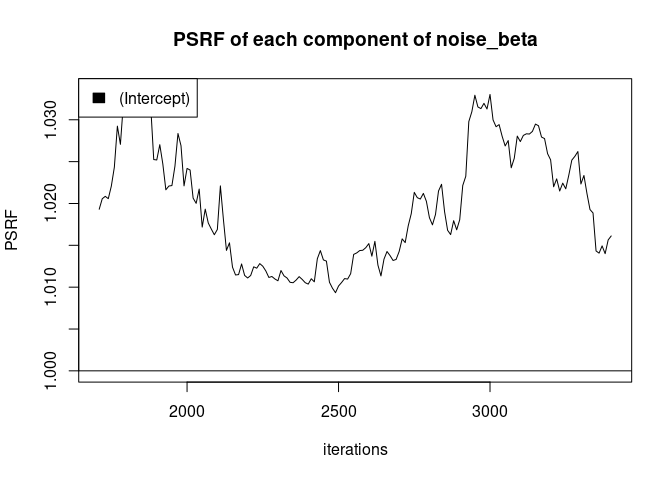 PSRF of each component of noise_beta
(Intercept)
PSRF
1.030
1.020
1.010
1.000
2000 2500 3000
iterations